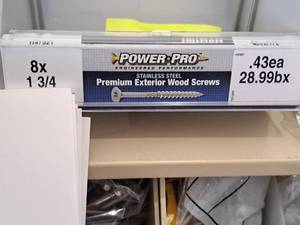 8x
1 3/4
POWER PRO
ENGINEERED PERFORMANCE
STAINLESS STEEL
Premium Exterior Wood Screws
.43ea
28.99bx